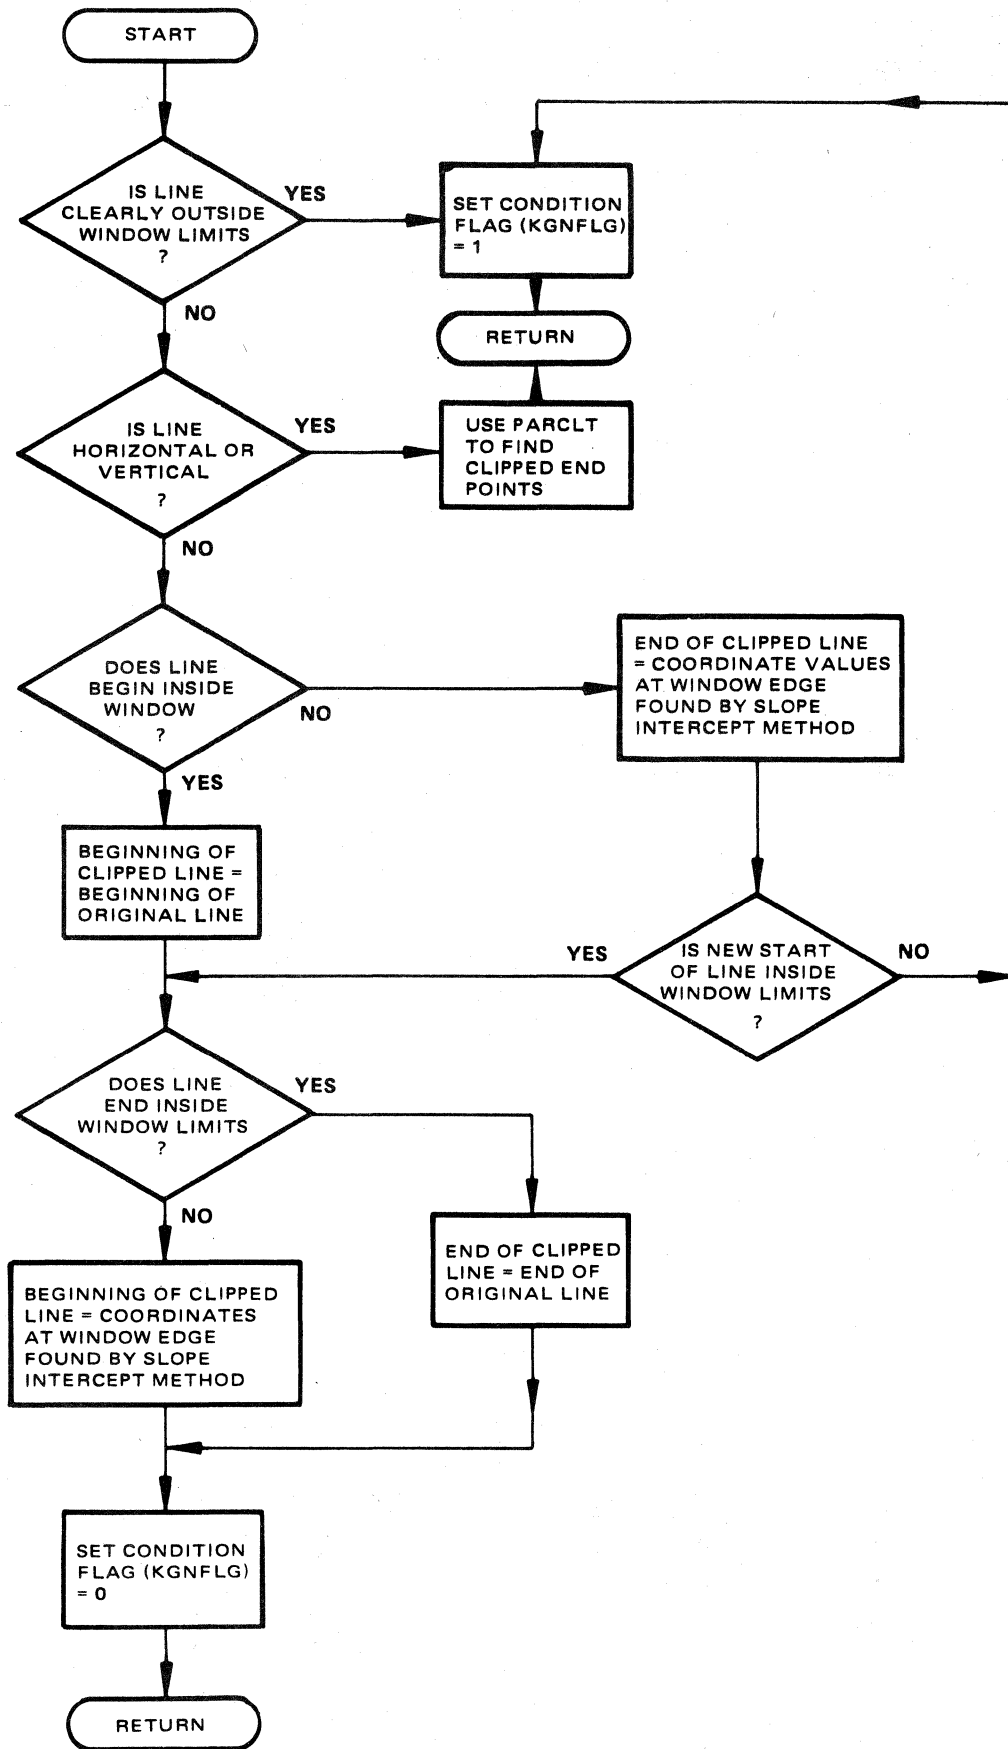 START
IS LINE
CLEARLY OUTSIDE
WINDOW LIMITS
?
YES
SET CONDITION
FLAG (KGNFLG)
= 1
NO
RETURN
IS LINE
HORIZONTAL OR
VERTICAL
?
YES
USE PARCLT
TO FIND
CLIPPED END
POINTS
NO
DOES LINE
BEGIN INSIDE
WINDOW
?
NO
END OF CLIPPED LINE
= COORDINATE VALUES
AT WINDOW EDGE
FOUND BY SLOPE
INTERCEPT METHOD
YES
BEGINNING OF
CLIPPED LINE =
BEGINNING OF
ORIGINAL LINE
YES
IS NEW START
OF LINE INSIDE
WINDOW LIMITS
?
NO
DOES LINE
END INSIDE
WINDOW LIMITS
?
YES
NO
END OF CLIPPED
LINE = END OF
ORIGINAL LINE
BEGINNING OF CLIPPED
LINE = COORDINATES
AT WINDOW EDGE
FOUND BY SLOPE
INTERCEPT METHOD
SET CONDITION
FLAG (KGNFLG)
= 0
RETURN